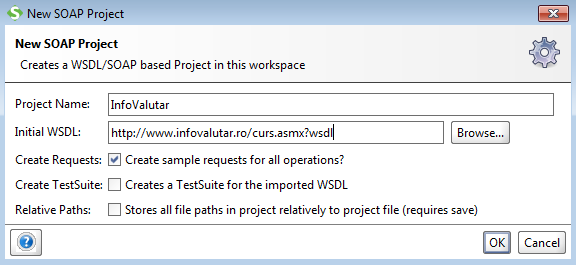 New SOAP Project
New SOAP Project
Creates a WSDL/SOAP based Project in this workspace
Project Name: InfoValutar
Initial WSDL: http://www.infovalutar.ro/curs.asmx?wsdl Browse...
Create Requests: Create sample requests for all operations?
Create TestSuite: Creates a TestSuite for the imported WSDL
Relative Paths: Stores all file paths in project relatively to project file (requires save)
? OK Cancel